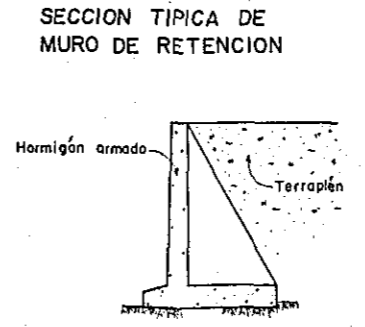 SECCION TIPICA DE
MURO DE RETENCION
Hormigón armado
Terraplén